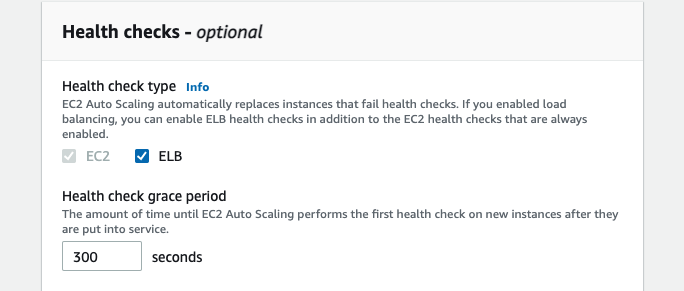 Health checks - optional
Health check type Info
EC2 Auto Scaling automatically replaces instances that fail health checks. If you enabled load
balancing, you can enable ELB health checks in addition to the EC2 health checks that are always
enabled.
EC2 ELB
Health check grace period
The amount of time until EC2 Auto Scaling performs the first health check on new instances after they
are put into service.
300 seconds